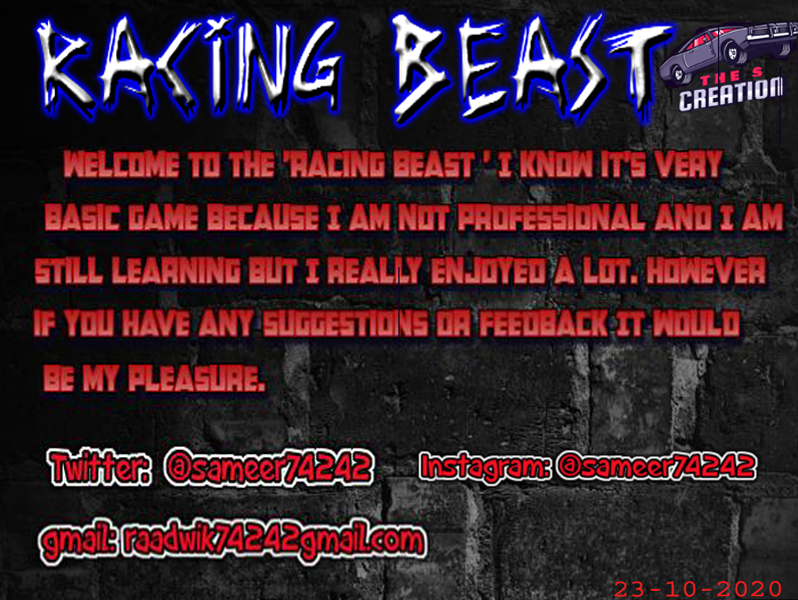 RACING BEAST
THE S
CREATION
WELCOME TO THE 'RACING BEAST ' I KNOW IT'S VERY
BASIC GAME BECAUSE I AM NOT PROFESSIONAL AND I AM
STILL LEARNING BUT I REALLY ENJOYED A LOT. HOWEVER
IF YOU HAVE ANY SUGGESTIONS OR FEEDBACK IT WOULD
BE MY PLEASURE.
Twitter: @sameer74242 Instagram: @sameer74242
gmail: raadwik74242gmail.com
23-10-2020